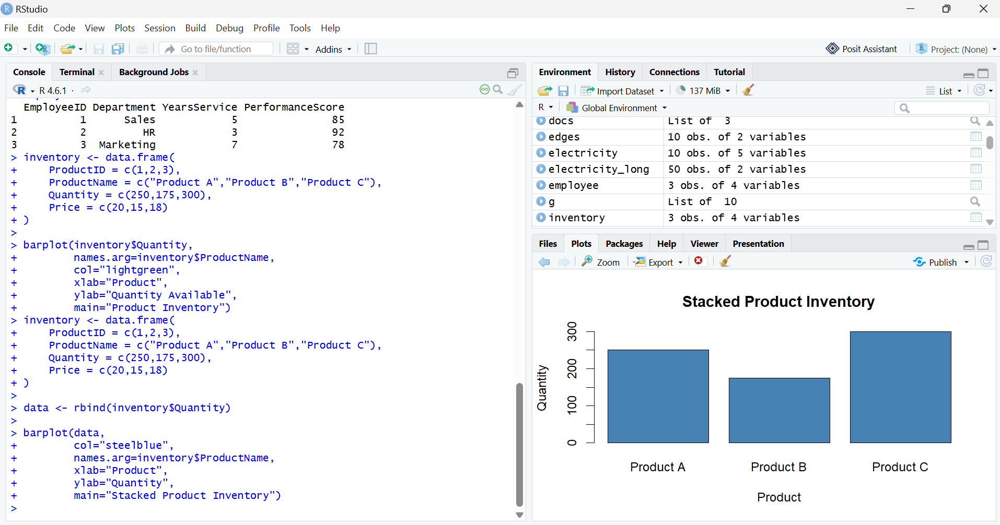 RStudio
File Edit Code View Plots Session Build Debug Profile Tools Help
Go to file/function Addins Posit Assistant Project: (None)
Console Terminal Background Jobs
R 4.6.1 ·
  EmployeeID Department YearsService PerformanceScore
1          1      Sales            5               85
2          2         HR            3               92
3          3  Marketing            7               78
> inventory <- data.frame(
+     ProductID = c(1,2,3),
+     ProductName = c("Product A","Product B","Product C"),
+     Quantity = c(250,175,300),
+     Price = c(20,15,18)
+ )
>
> barplot(inventory$Quantity,
+         names.arg=inventory$ProductName,
+         col="lightgreen",
+         xlab="Product",
+         ylab="Quantity Available",
+         main="Product Inventory")
> inventory <- data.frame(
+     ProductID = c(1,2,3),
+     ProductName = c("Product A","Product B","Product C"),
+     Quantity = c(250,175,300),
+     Price = c(20,15,18)
+ )
>
> data <- rbind(inventory$Quantity)
>
> barplot(data,
+         col="steelblue",
+         names.arg=inventory$ProductName,
+         xlab="Product",
+         ylab="Quantity",
+         main="Stacked Product Inventory")
>
Environment History Connections Tutorial
Import Dataset 137 MiB List
R Global Environment
docs List of 3
edges 10 obs. of 2 variables
electricity 10 obs. of 5 variables
electricity_long 50 obs. of 2 variables
employee 3 obs. of 4 variables
g List of 10
inventory 3 obs. of 4 variables
Files Plots Packages Help Viewer Presentation
Zoom Export Publish
Stacked Product Inventory
Quantity
300
200
100
0
Product A Product B Product C
Product